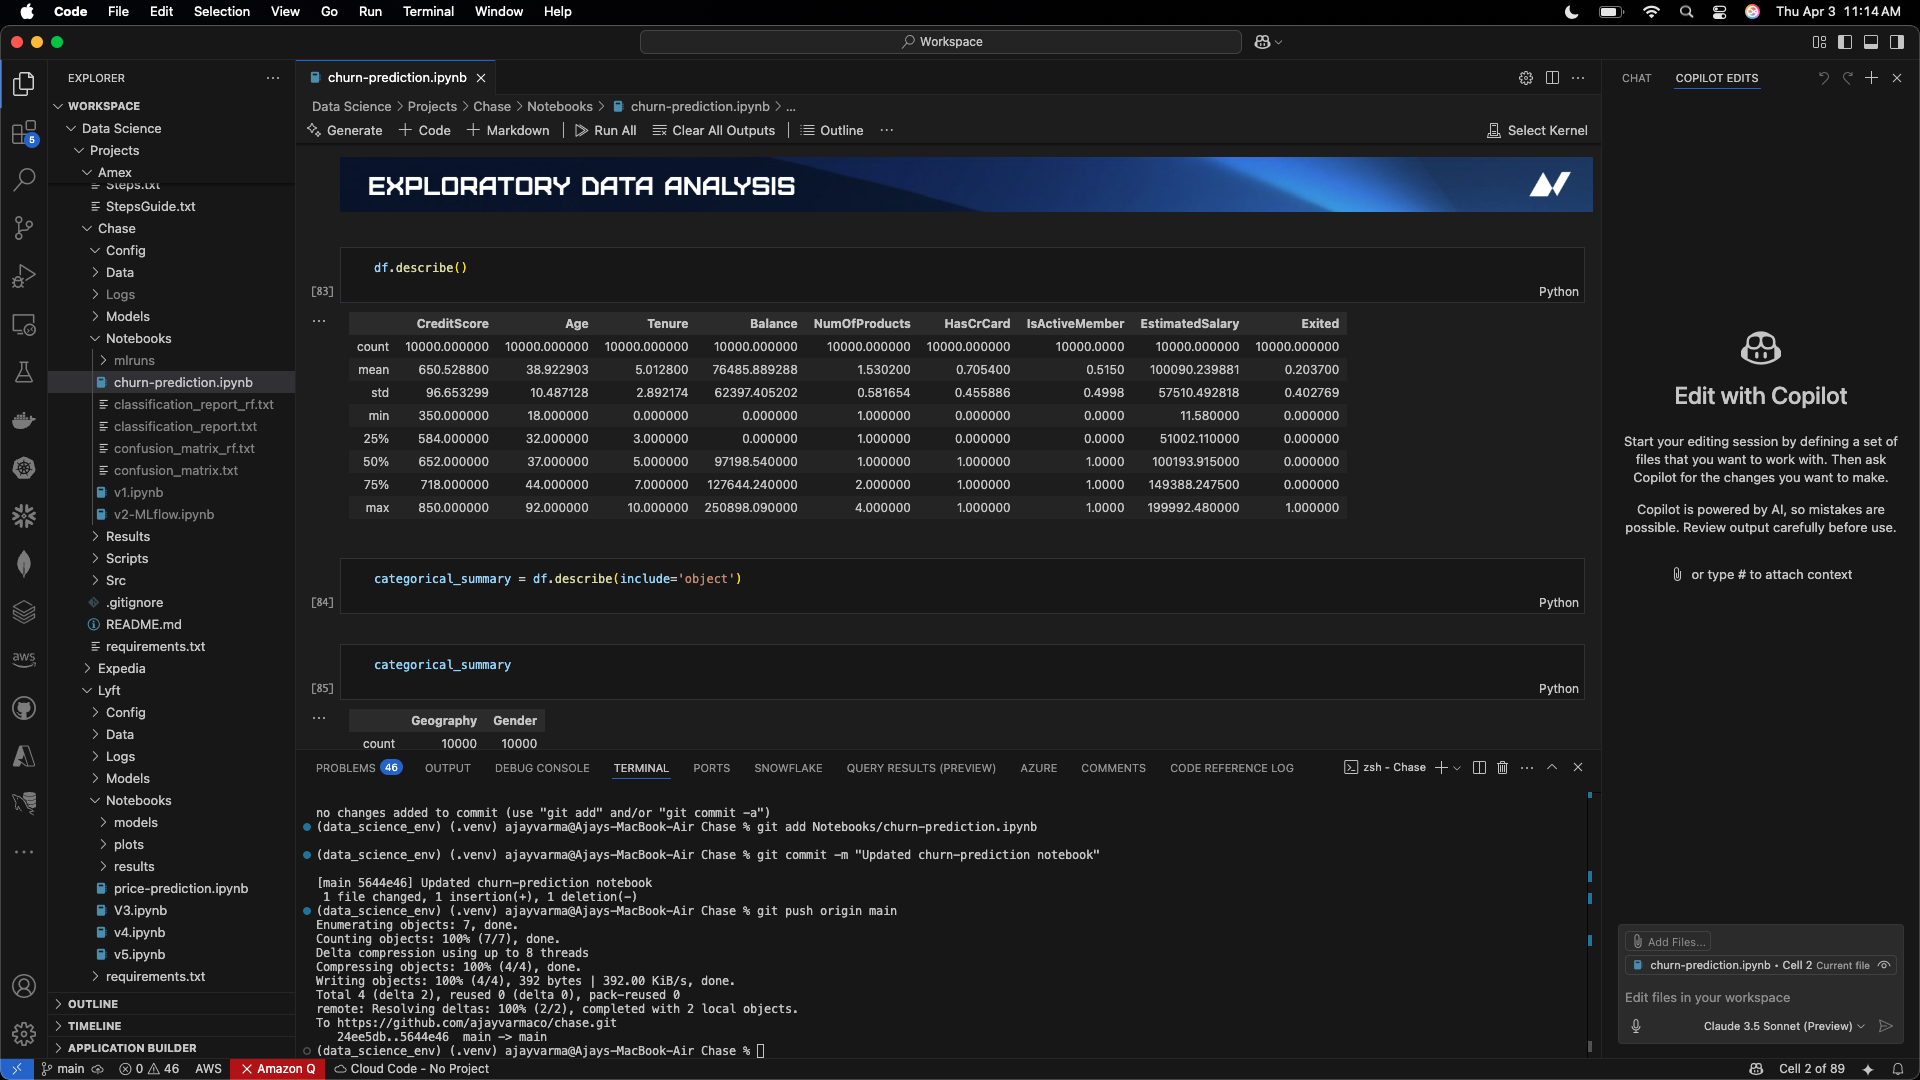 Code File Edit Selection View Go Run Terminal Window Help
Thu Apr 3 11:14 AM
Workspace
EXPLORER
WORKSPACE
Data Science
Projects
Amex
Steps.txt
StepsGuide.txt
Chase
Config
Data
Logs
Models
Notebooks
mlruns
churn-prediction.ipynb
classification_report_rf.txt
classification_report.txt
confusion_matrix_rf.txt
confusion_matrix.txt
v1.ipynb
v2-MLflow.ipynb
Results
Scripts
Src
.gitignore
README.md
requirements.txt
Expedia
Lyft
Config
Data
Logs
Models
Notebooks
models
plots
results
price-prediction.ipynb
V3.ipynb
v4.ipynb
v5.ipynb
requirements.txt
OUTLINE
TIMELINE
APPLICATION BUILDER
5
aws
churn-prediction.ipynb
Data Science > Projects > Chase > Notebooks > churn-prediction.ipynb > ...
Generate + Code + Markdown Run All Clear All Outputs Outline ... Select Kernel
EXPLORATORY DATA ANALYSIS
df.describe()
[83] Python
CreditScore Age Tenure Balance NumOfProducts HasCrCard IsActiveMember EstimatedSalary Exited
count 10000.000000 10000.000000 10000.000000 10000.000000 10000.000000 10000.000000 10000.0000 10000.000000 10000.000000
mean 650.528800 38.922903 5.012800 76485.889288 1.530200 0.705400 0.5150 100090.239881 0.203700
std 96.653299 10.487128 2.892174 62397.405202 0.581654 0.455886 0.4998 57510.492818 0.402769
min 350.000000 18.000000 0.000000 0.000000 1.000000 0.000000 0.0000 11.580000 0.000000
25% 584.000000 32.000000 3.000000 0.000000 1.000000 0.000000 0.0000 51002.110000 0.000000
50% 652.000000 37.000000 5.000000 97198.540000 1.000000 1.000000 1.0000 100193.915000 0.000000
75% 718.000000 44.000000 7.000000 127644.240000 2.000000 1.000000 1.0000 149388.247500 0.000000
max 850.000000 92.000000 10.000000 250898.090000 4.000000 1.000000 1.0000 199992.480000 1.000000
categorical_summary = df.describe(include='object')
[84] Python
categorical_summary
[85] Python
Geography Gender
count 10000 10000
PROBLEMS 46 OUTPUT DEBUG CONSOLE TERMINAL PORTS SNOWFLAKE QUERY RESULTS (PREVIEW) AZURE COMMENTS CODE REFERENCE LOG zsh - Chase
no changes added to commit (use "git add" and/or "git commit -a")
(data_science_env) (.venv) ajayvarma@Ajays-MacBook-Air Chase % git add Notebooks/churn-prediction.ipynb
(data_science_env) (.venv) ajayvarma@Ajays-MacBook-Air Chase % git commit -m "Updated churn-prediction notebook"
[main 5644e46] Updated churn-prediction notebook
1 file changed, 1 insertion(+), 1 deletion(-)
(data_science_env) (.venv) ajayvarma@Ajays-MacBook-Air Chase % git push origin main
Enumerating objects: 7, done.
Counting objects: 100% (7/7), done.
Delta compression using up to 8 threads
Compressing objects: 100% (4/4), done.
Writing objects: 100% (4/4), 392 bytes | 392.00 KiB/s, done.
Total 4 (delta 2), reused 0 (delta 0), pack-reused 0
remote: Resolving deltas: 100% (2/2), completed with 2 local objects.
To https://github.com/ajayvarmaco/chase.git
24ee5db..5644e46 main -> main
(data_science_env) (.venv) ajayvarma@Ajays-MacBook-Air Chase %
CHAT COPILOT EDITS
Edit with Copilot
Start your editing session by defining a set of
files that you want to work with. Then ask
Copilot for the changes you want to make.
Copilot is powered by AI, so mistakes are
possible. Review output carefully before use.
or type # to attach context
Add Files...
churn-prediction.ipynb • Cell 2 Current file
Edit files in your workspace
Claude 3.5 Sonnet (Preview)
main 0 46 AWS Amazon Q Cloud Code - No Project Cell 2 of 89